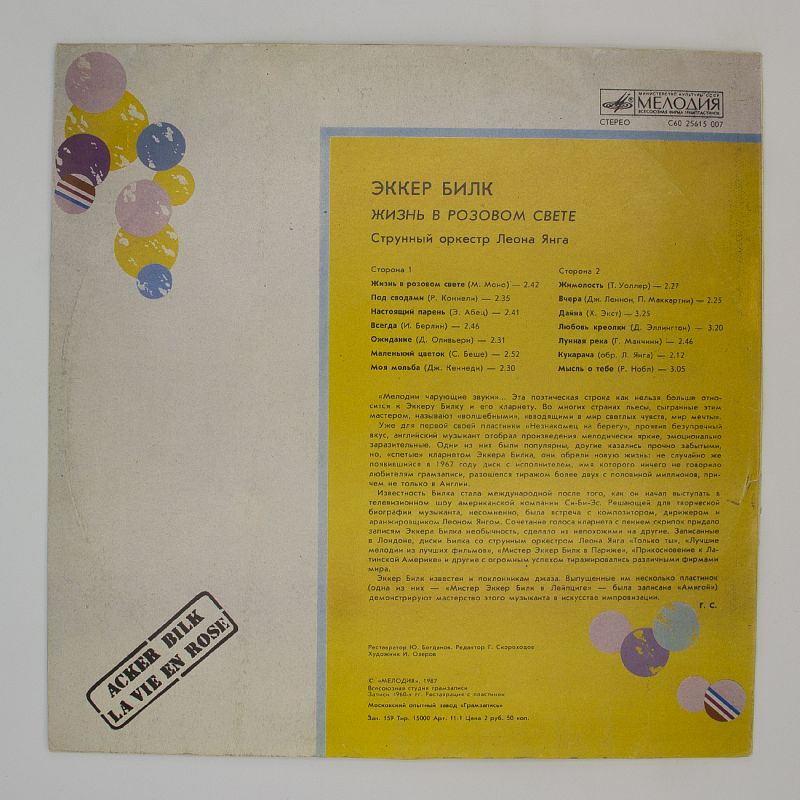 МИНИСТЕРСТВО КУЛЬТУРЫ СССР
МЕЛОДИЯ
ВСЕСОЮЗНАЯ ФИРМА ГРАМПЛАСТИНОК
СТЕРЕО С60 25615 007
ЭККЕР БИЛК
ЖИЗНЬ В РОЗОВОМ СВЕТЕ
Струнный оркестр Леона Янга
Сторона 1
Жизнь в розовом свете (М. Моно) — 2.42
Под сводами (Р. Коннели) — 2.35
Настоящий парень (Э. Абец) — 2.41
Всегда (И. Берлин) — 2.46
Ожидание (Д. Оливьери) — 2.31
Маленький цветок (С. Беше) — 2.52
Моя мольба (Дж. Кеннеди) — 2.30
Сторона 2
Жимолость (Т. Уоллер) — 2.27
Вчера (Дж. Леннон, П. Маккартни) — 2.25
Дайна (Х. Экст) — 3.25
Любовь креолки (Д. Эллингтон) — 3.20
Лунная река (Г. Манчини) — 2.46
Кукарача (обр. Л. Янга) — 2.12
Мысль о тебе (Р. Нобл) — 3.05
«Мелодии чарующие звуки»... Эта поэтическая строка как нельзя больше отно-
сится к Эккеру Билку и его кларнету. Во многих странах пьесы, сыгранные этим
мастером, называют «волшебными», «вводящими в мир светлых чувств, мир мечты».
Уже для первой своей пластинки «Незнакомец на берегу», проявив безупречный
вкус, английский музыкант отобрал произведения мелодически яркие, эмоционально
заразительные. Одни из них были популярны, другие казались прочно забытыми,
но, «спетые» кларнетом Эккера Билка, они обрели новую жизнь: не случайно же
появившийся в 1962 году диск с исполнителем, имя которого ничего не говорило
любителям грамзаписи, разошелся тиражом более двух с половиной миллионов, при-
чем не только в Англии.
Известность Билка стала международной после того, как он начал выступать в
телевизионном шоу американской компании Си-Би-Эс. Решающей для творческой
биографии музыканта, несомненно, была встреча с композитором, дирижером и
аранжировщиком Леоном Янгом. Сочетание голоса кларнета с пением скрипок придало
записям Эккера Билка необычность, сделало их непохожими на другие. Записанные
в Лондоне, диски Билка со струнным оркестром Леона Янга «Только ты», «Лучшие
мелодии из лучших фильмов», «Мистер Эккер Билк в Париже», «Прикосновение к Ла-
тинской Америке» и другие с огромным успехом тиражировались различными фирмами
мира.
Эккер Билк известен и поклонникам джаза. Выпущенные им несколько пластинок
(одна из них — «Мистер Эккер Билк в Лейпциге» — была записана «Амигой»)
демонстрируют мастерство этого музыканта в искусстве импровизации.
Г. С.
Реставратор Ю. Богданов. Редактор Г. Скороходов
Художник И. Озеров
© «МЕЛОДИЯ», 1987
Всесоюзная студия грамзаписи
Записи 1960-х гг. Реставрация с пластинок
Московский опытный завод «Грамзапись»
Зак. 159 Тир. 15000 Арт. 11-1 Цена 2 руб. 50 коп.
ACKER BILK
LA VIE EN ROSE